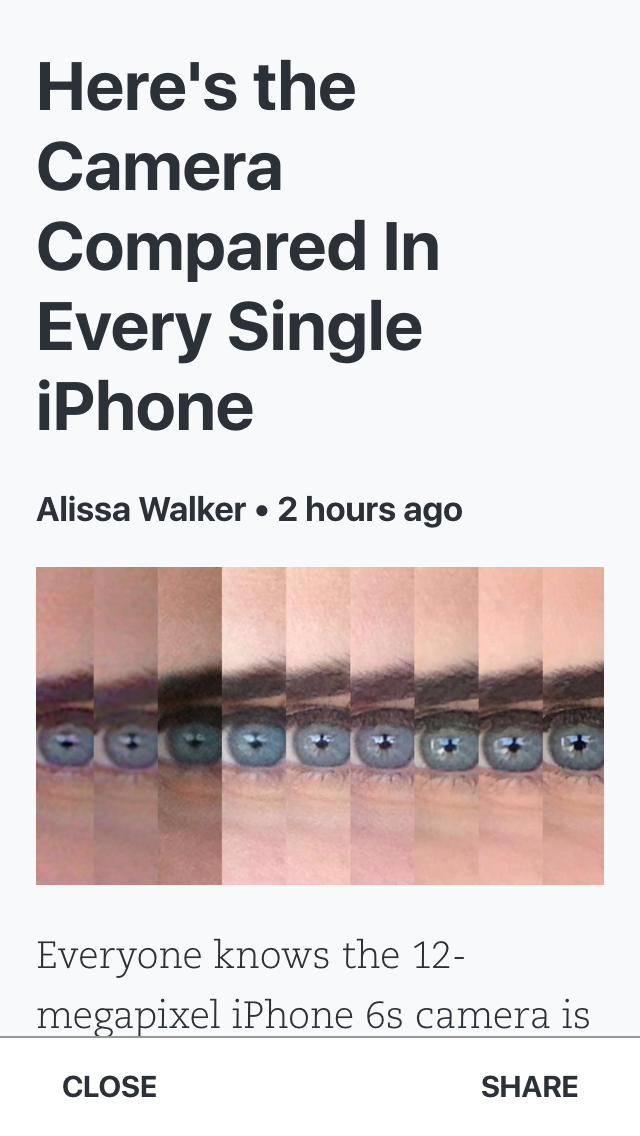 Here's the
Camera
Compared In
Every Single
iPhone
Alissa Walker • 2 hours ago
Everyone knows the 12-
megapixel iPhone 6s camera is
CLOSE
SHARE